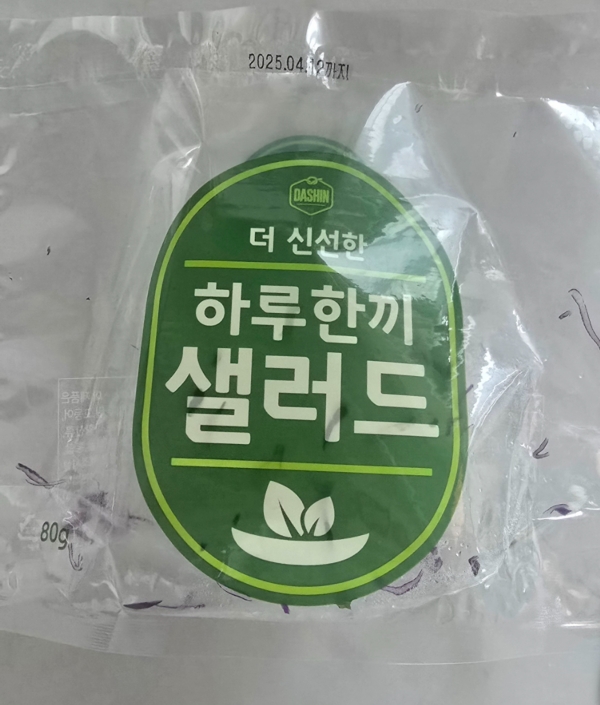 2025.04.12까지
DASHIN
더 신선한
하루한끼
샐러드
80g